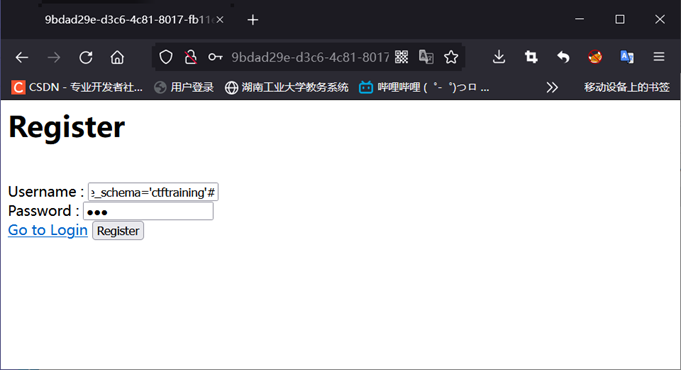 9bdad29e-d3c6-4c81-8017-fb11
9bdad29e-d3c6-4c81-8017
CSDN - 专业开发者社... 用户登录 湖南工业大学教务系统 哔哩哔哩 ( ゜- ゜)つロ ... 移动设备上的书签
Register
Username : _schema='ctftraining'#
Password : ●●●
Go to Login Register